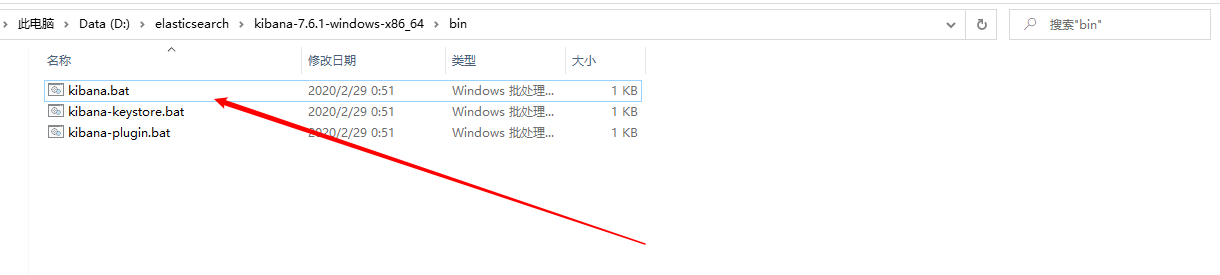 此电脑 > Data (D:) > elasticsearch > kibana-7.6.1-windows-x86_64 > bin
搜索"bin"
名称 修改日期 类型 大小
kibana.bat 2020/2/29 0:51 Windows 批处理... 1 KB
kibana-keystore.bat 2020/2/29 0:51 Windows 批处理... 1 KB
kibana-plugin.bat 2020/2/29 0:51 Windows 批处理... 1 KB